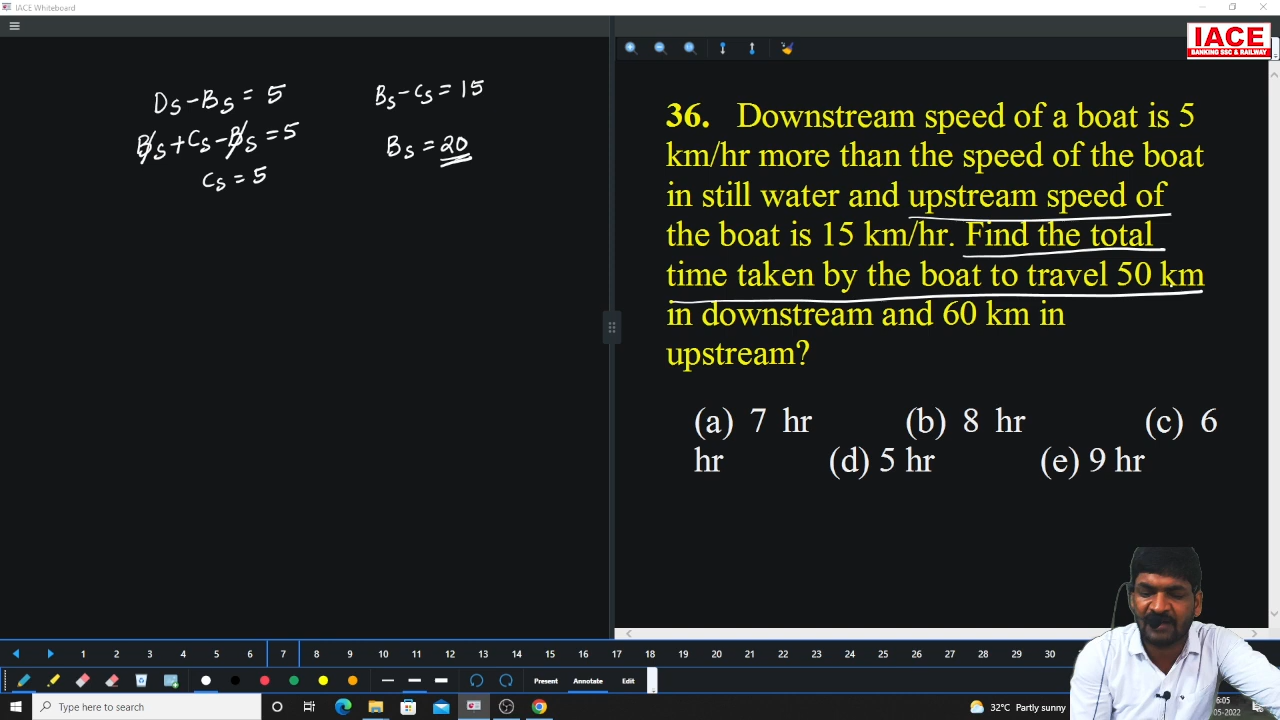 IACE Whiteboard
IACE
BANKING SSC & RAILWAY
Ds - Bs = 5
Bs + Cs - Bs = 5
Cs = 5
Bs - Cs = 15
Bs = 20
36. Downstream speed of a boat is 5
km/hr more than the speed of the boat
in still water and upstream speed of
the boat is 15 km/hr. Find the total
time taken by the boat to travel 50 km
in downstream and 60 km in
upstream?
(a) 7 hr (b) 8 hr (c) 6
hr (d) 5 hr (e) 9 hr
1 2 3 4 5 6 7 8 9 10 11 12 13 14 15 16 17 18 19 20 21 22 23 24 25 26 27 28 29 30
Present Annotate Edit
Type here to search
32°C Partly sunny
6:05
05-2022